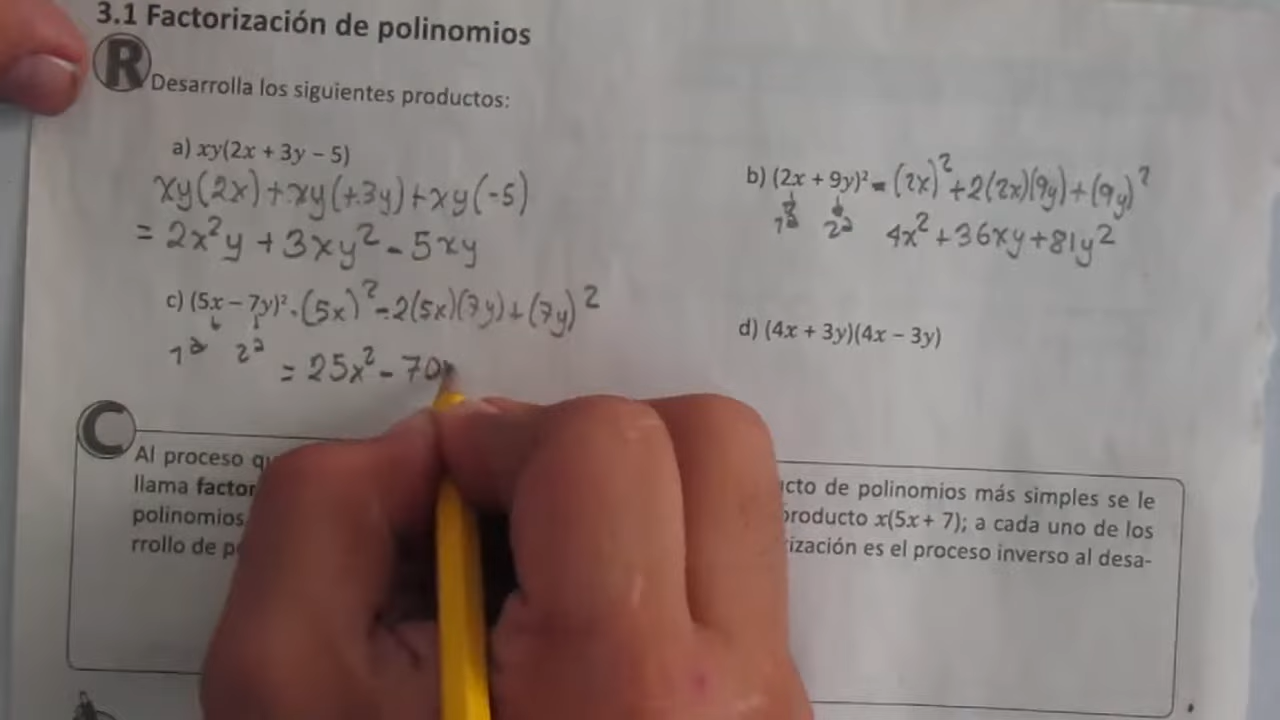 3.1 Factorización de polinomios
R
Desarrolla los siguientes productos:
a) xy(2x + 3y – 5)
xy(2x)+xy(+3y)+xy(-5)
= 2x²y + 3xy² - 5xy
b) (2x + 9y)² = (2x)² + 2(2x)(9y) + (9y)²
1ª 2ª 4x² + 36xy + 81y²
c) (5x – 7y)² = (5x)² - 2(5x)(7y) + (7y)²
1ª 2ª = 25x² - 70
d) (4x + 3y)(4x – 3y)
C
Al proceso
llama factor
polinomios
rrollo de p
cto de polinomios más simples se le
producto x(5x + 7); a cada uno de los
rización es el proceso inverso al desa-